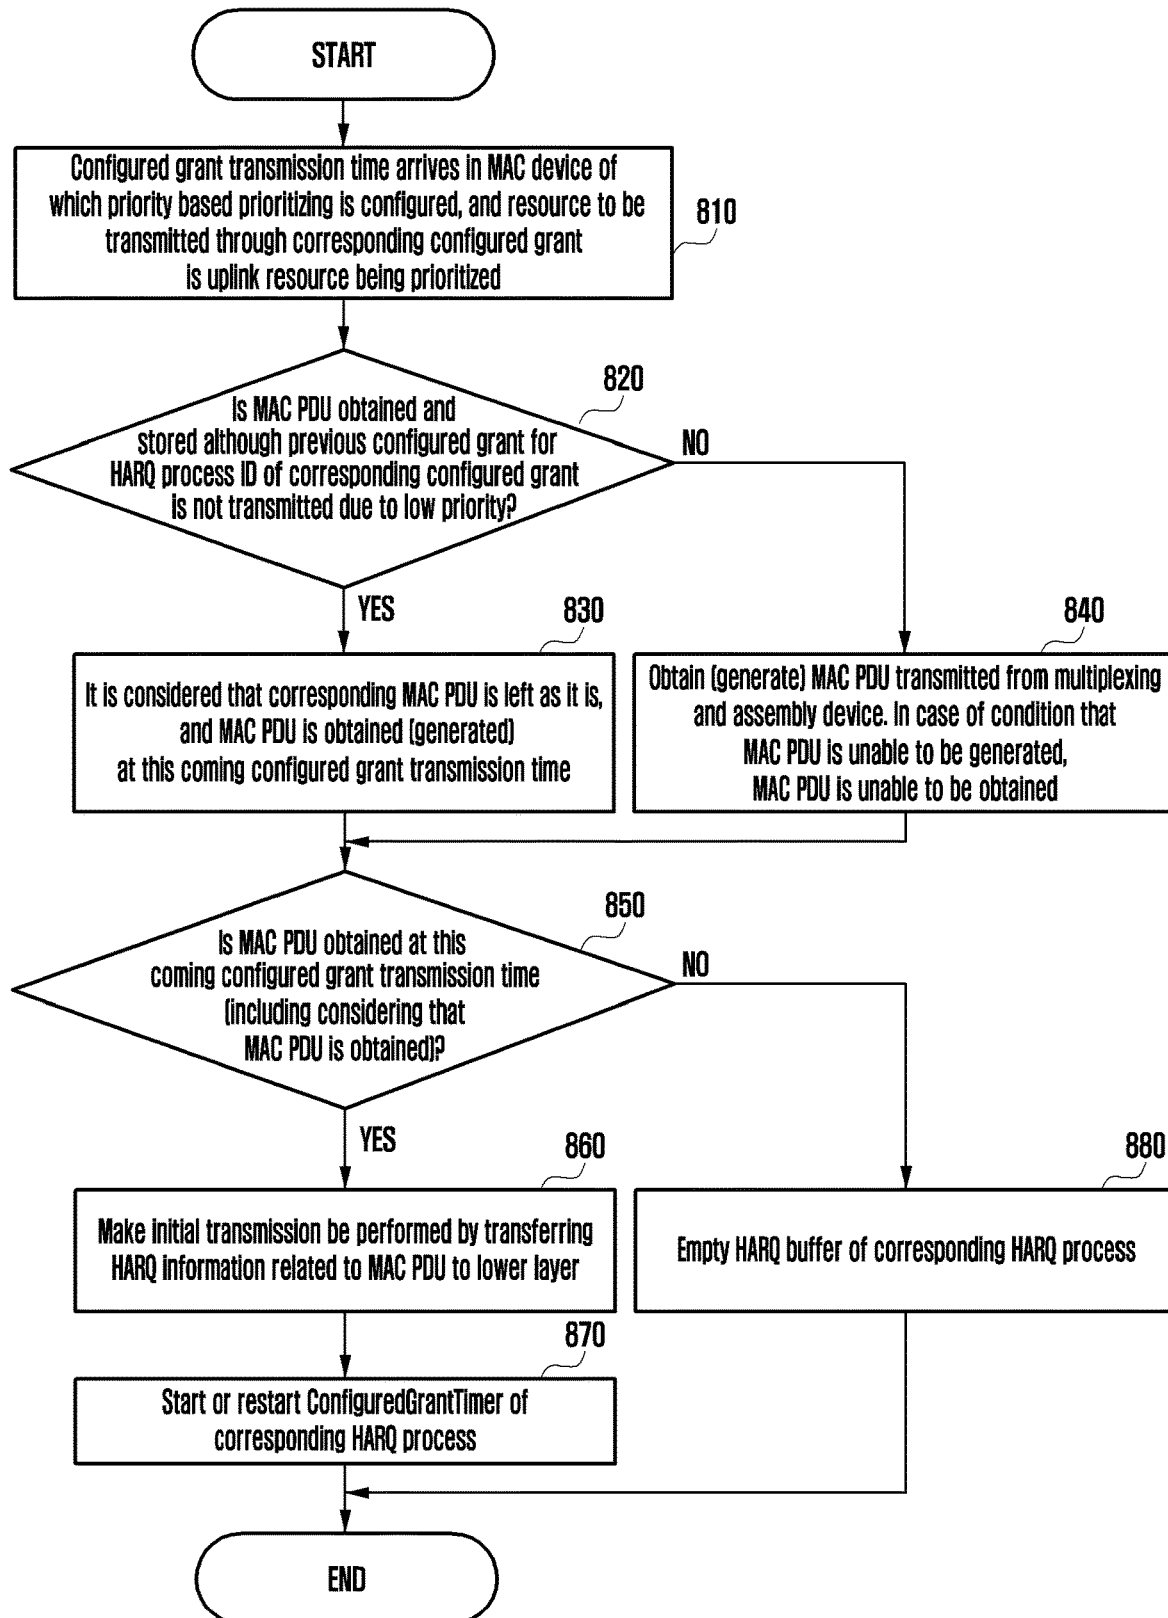 START
Configured grant transmission time arrives in MAC device of
which priority based prioritizing is configured, and resource to be
transmitted through corresponding configured grant
is uplink resource being prioritized
810
820
Is MAC PDU obtained and
stored although previous configured grant for
HARQ process ID of corresponding configured grant
is not transmitted due to low priority?
NO
YES
830
It is considered that corresponding MAC PDU is left as it is,
and MAC PDU is obtained (generated)
at this coming configured grant transmission time
840
Obtain (generate) MAC PDU transmitted from multiplexing
and assembly device. In case of condition that
MAC PDU is unable to be generated,
MAC PDU is unable to be obtained
850
Is MAC PDU obtained at this
coming configured grant transmission time
(including considering that
MAC PDU is obtained)?
NO
YES
860
Make initial transmission be performed by transferring
HARQ information related to MAC PDU to lower layer
880
Empty HARQ buffer of corresponding HARQ process
870
Start or restart ConfiguredGrantTimer of
corresponding HARQ process
END